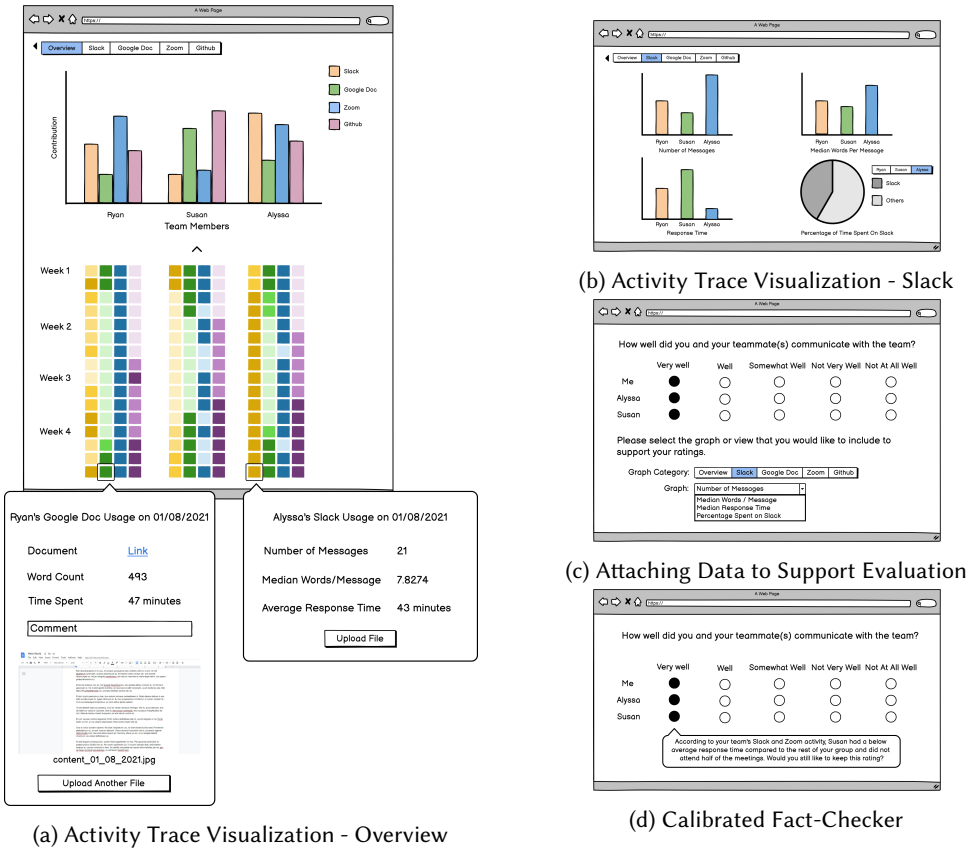 A Web Page
https://
Overview Slack Google Doc Zoom Github
Slack
Google Doc
Zoom
Github
Contribution
Ryan Susan Alyssa
Team Members
Week 1
Week 2
Week 3
Week 4
Ryan's Google Doc Usage on 01/08/2021
Document Link
Word Count 493
Time Spent 47 minutes
Comment
content_01_08_2021.jpg
Upload Another File
Alyssa's Slack Usage on 01/08/2021
Number of Messages 21
Median Words/Message 7.8274
Average Response Time 43 minutes
Upload File
(a) Activity Trace Visualization - Overview
A Web Page
https://
Overview Slack Google Doc Zoom Github
Ryan Susan Alyssa
Number of Messages
Ryan Susan Alyssa
Median Words Per Message
Ryan Susan Alyssa
Response Time
Ryan Susan Alyssa
Slack
Others
Percentage of Time Spent On Slack
(b) Activity Trace Visualization - Slack
A Web Page
https://
How well did you and your teammate(s) communicate with the team?
Very well Well Somewhat Well Not Very Well Not At All Well
Me
Alyssa
Susan
Please select the graph or view that you would like to include to
support your ratings.
Graph Category: Overview Slack Google Doc Zoom Github
Graph: Number of Messages
Median Words / Message
Median Response Time
Percentage Spent on Slack
(c) Attaching Data to Support Evaluation
A Web Page
https://
How well did you and your teammate(s) communicate with the team?
Very well Well Somewhat Well Not Very Well Not At All Well
Me
Alyssa
Susan
According to your team's Slack and Zoom activity, Susan had a below
average response time compared to the rest of your group and did not
attend half of the meetings. Would you still like to keep this rating?
(d) Calibrated Fact-Checker